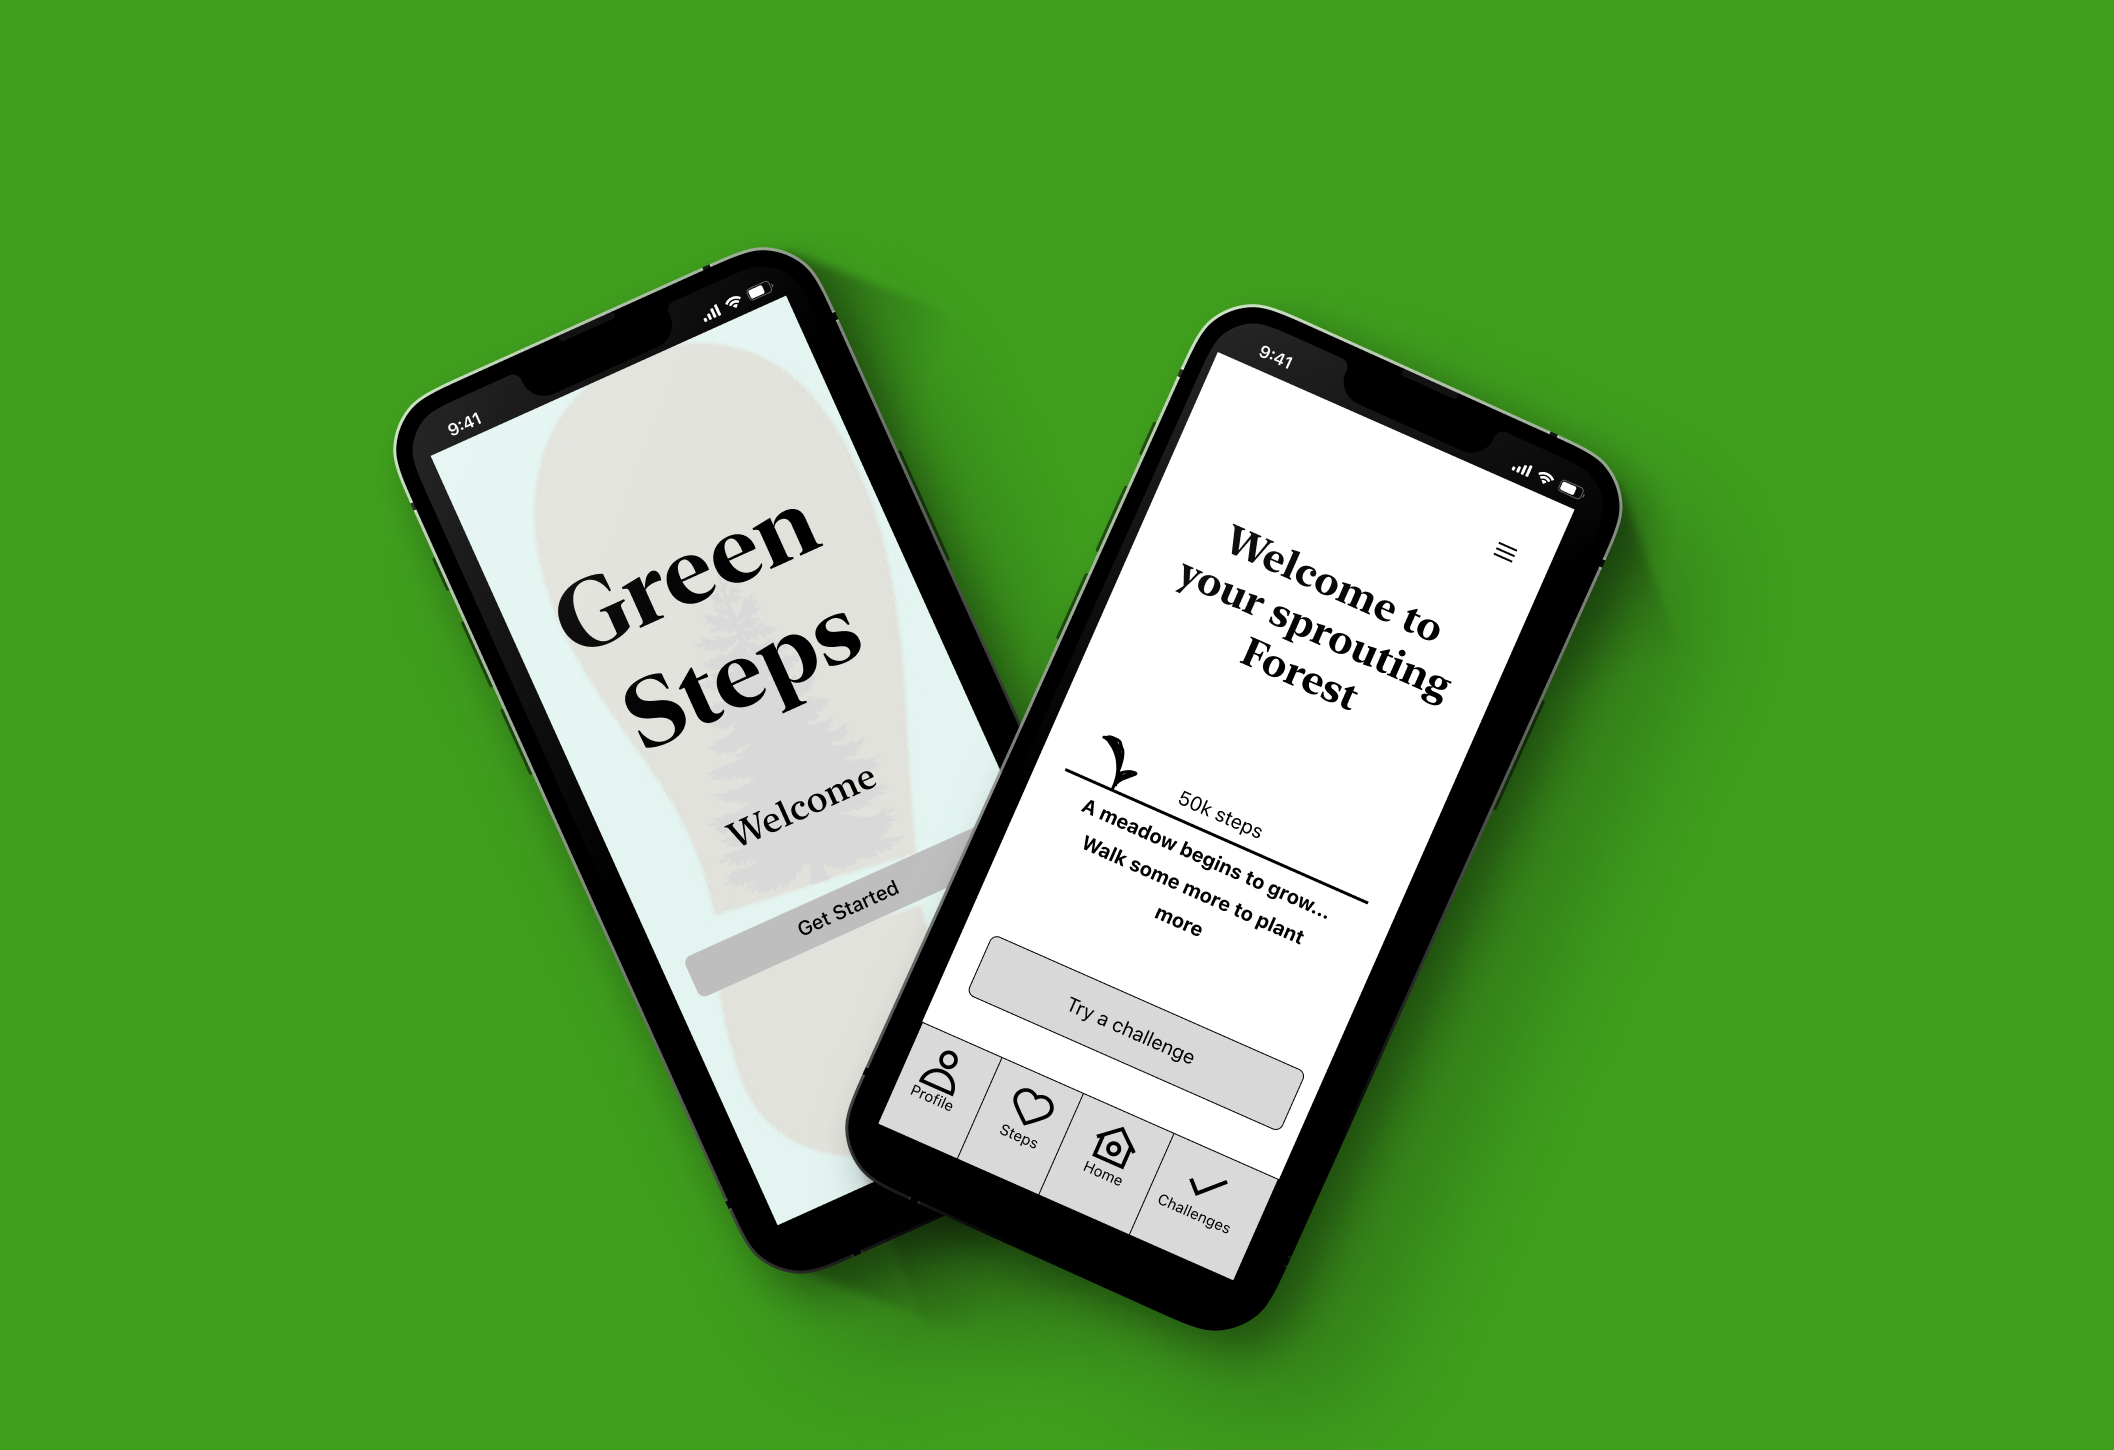 9:41
Green
Steps
Welcome
Get Started
9:41
Welcome to
your sprouting
Forest
50k steps
A meadow begins to grow...
Walk some more to plant
more
Try a challenge
Profile
Steps
Home
Challenges